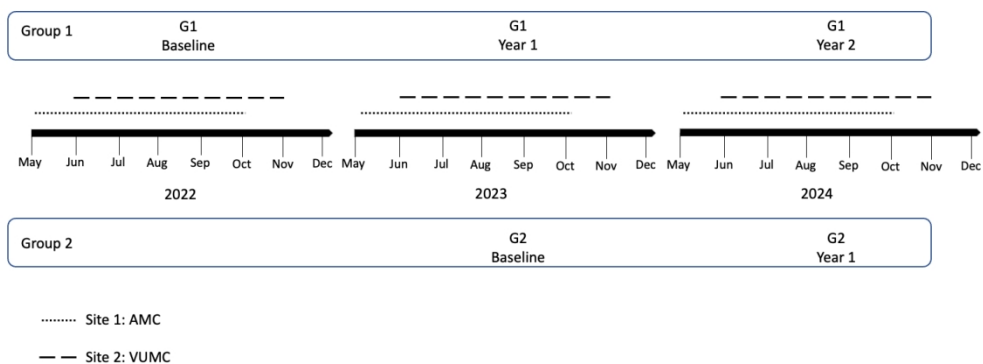 Group 1
G1 G1 G1
Baseline Year 1 Year 2
May Jun Jul Aug Sep Oct Nov Dec May Jun Jul Aug Sep Oct Nov Dec May Jun Jul Aug Sep Oct Nov Dec
2022 2023 2024
Group 2
G2 G2
Baseline Year 1
Site 1: AMC
Site 2: VUMC